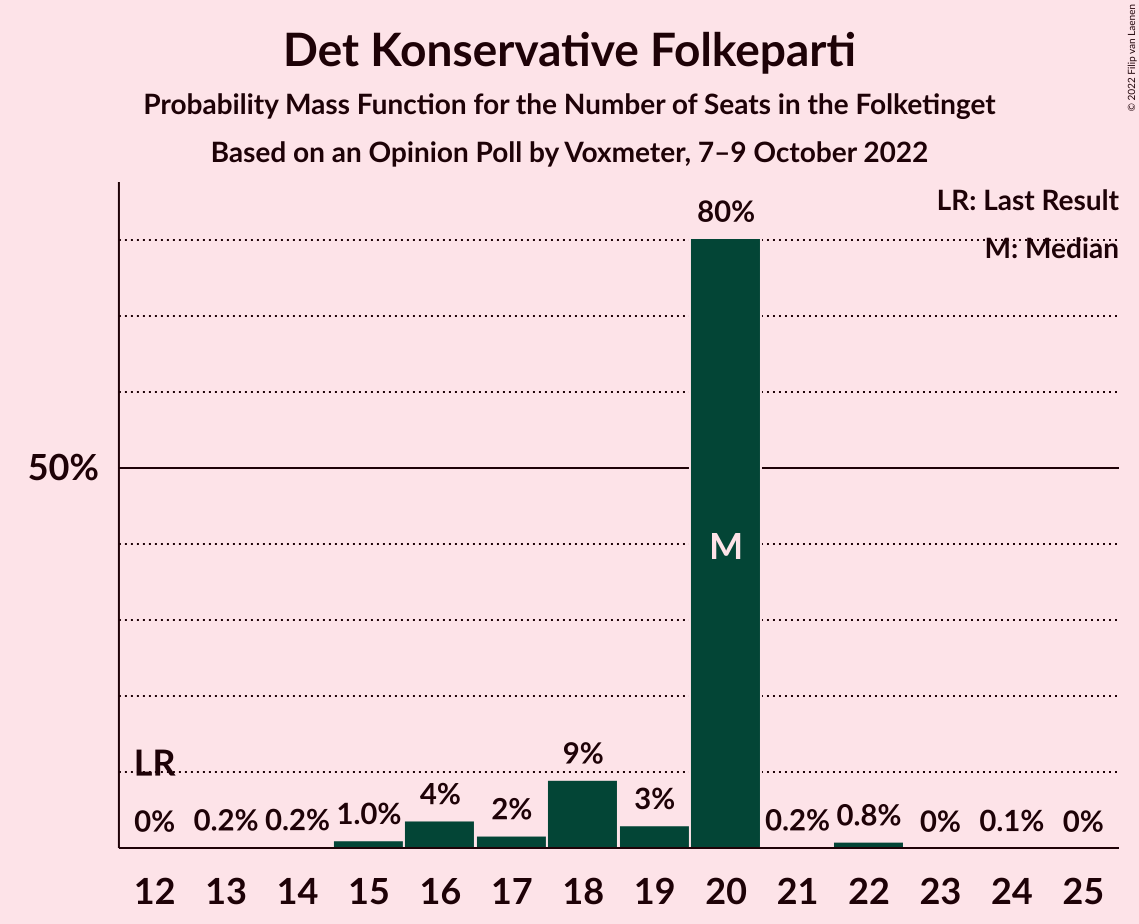 Det Konservative Folkeparti
Probability Mass Function for the Number of Seats in the Folketinget
Based on an Opinion Poll by Voxmeter, 7–9 October 2022
© 2022 Filip van Laenen
LR: Last Result
M: Median
80%
50%
M
LR
0% 0.2% 0.2% 1.0% 4% 2% 9% 3% 0.2% 0.8% 0% 0.1% 0%
12 13 14 15 16 17 18 19 20 21 22 23 24 25